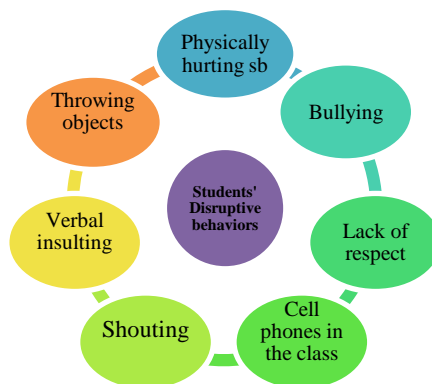 Physically
hurting sb
Bullying
Lack of
respect
Cell
phones in
the class
Shouting
Verbal
insulting
Throwing
objects
Students'
Disruptive
behaviors